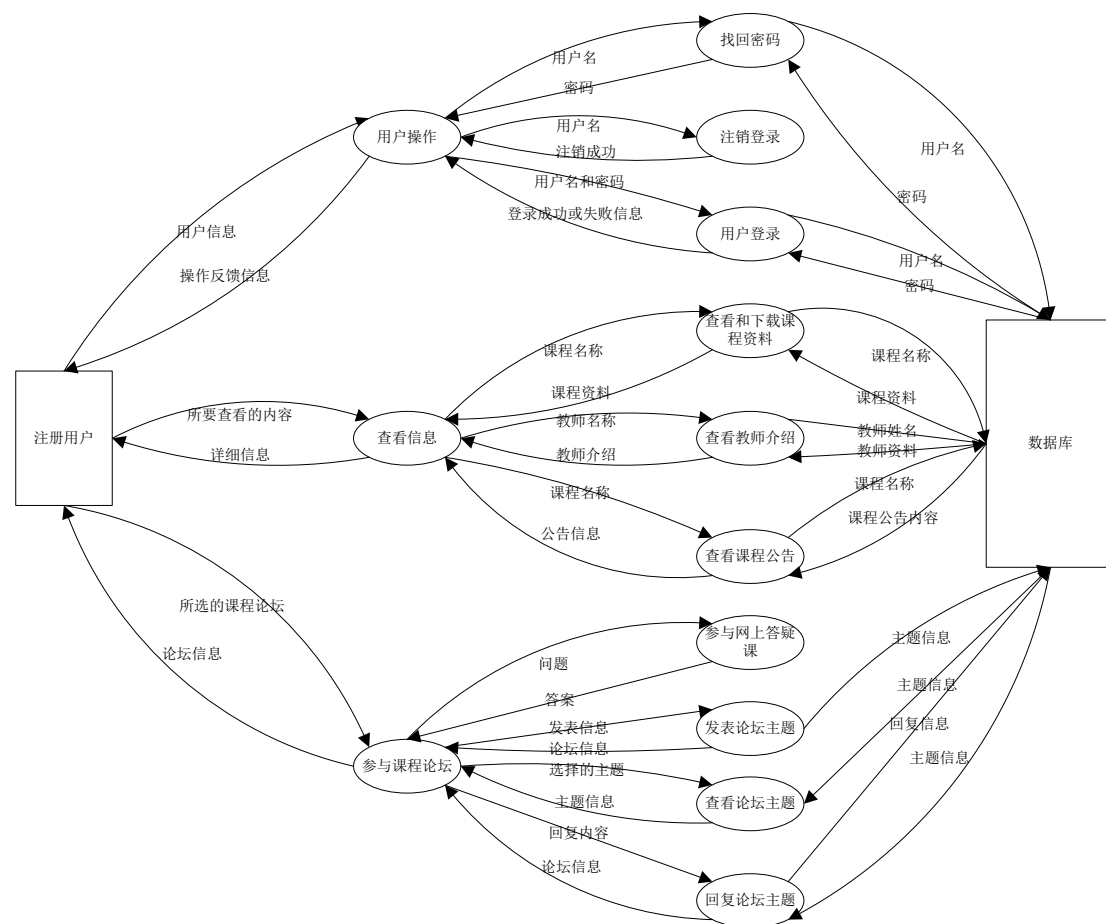 找回密码
用户名
密码
用户操作
用户名
注销登录
注销成功
用户名
用户名和密码
密码
登录成功或失败信息
用户登录
用户信息
用户名
操作反馈信息
密码
查看和下载课
程资料
课程名称
课程名称
课程资料
课程资料
所要查看的内容
教师名称
注册用户
查看信息
查看教师介绍
教师姓名
数据库
详细信息
教师介绍
教师资料
课程名称
课程名称
公告信息
课程公告内容
查看课程公告
所选的课程论坛
参与网上答疑
课
主题信息
论坛信息
问题
主题信息
答案
发表信息
发表论坛主题
回复信息
论坛信息
主题信息
参与课程论坛
选择的主题
主题信息
查看论坛主题
回复内容
论坛信息
回复论坛主题